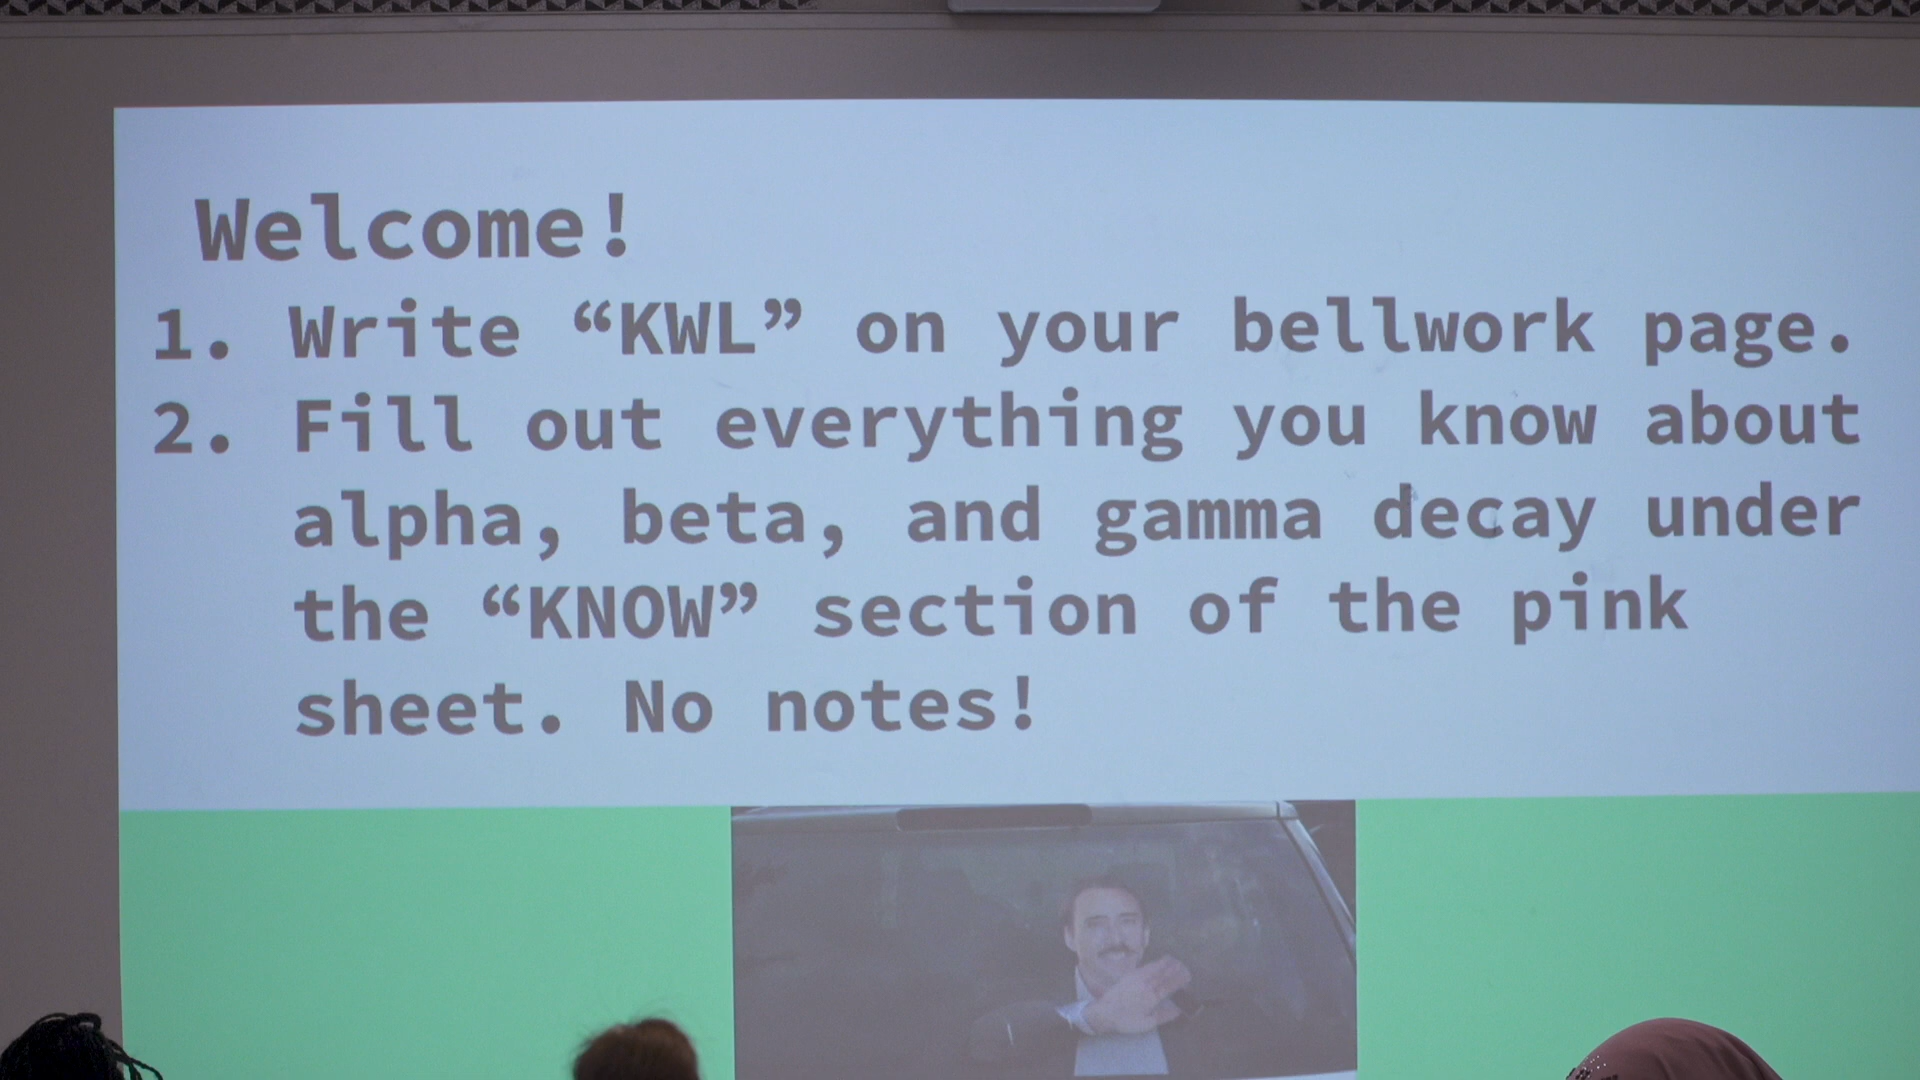 Welcome!
1. Write “KWL” on your bellwork page.
2. Fill out everything you know about
alpha, beta, and gamma decay under
the “KNOW” section of the pink
sheet. No notes!